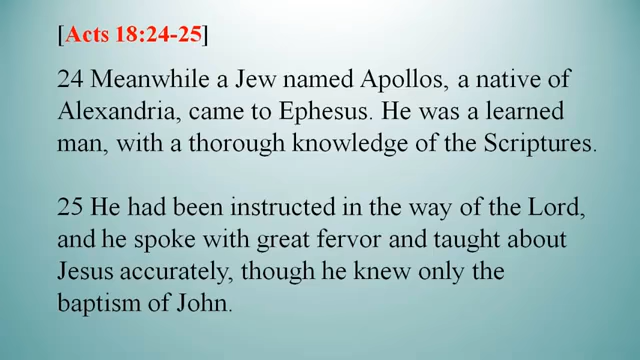 [Acts 18:24-25]
24 Meanwhile a Jew named Apollos, a native of
Alexandria, came to Ephesus. He was a learned
man, with a thorough knowledge of the Scriptures.
25 He had been instructed in the way of the Lord,
and he spoke with great fervor and taught about
Jesus accurately, though he knew only the
baptism of John.